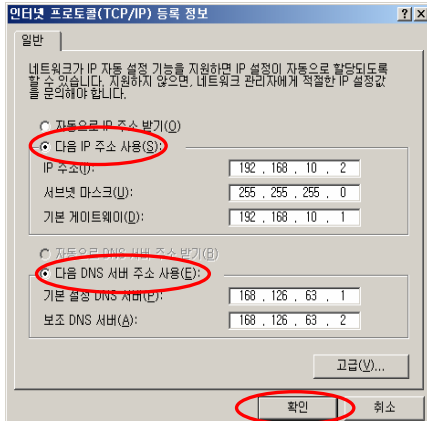 인터넷 프로토콜(TCP/IP) 등록 정보
일반
네트워크가 IP 자동 설정 기능을 지원하면 IP 설정이 자동으로 할당되도록
할 수 있습니다. 지원하지 않으면, 네트워크 관리자에게 적절한 IP 설정값
을 문의해야 합니다.
자동으로 IP 주소 받기(O)
다음 IP 주소 사용(S):
IP 주소(I): 192 . 168 . 10 . 2
서브넷 마스크(U): 255 . 255 . 255 . 0
기본 게이트웨이(D): 192 . 168 . 10 . 1
자동으로 DNS 서버 주소 받기(B)
다음 DNS 서버 주소 사용(E):
기본 설정 DNS 서버(P): 168 . 126 . 63 . 1
보조 DNS 서버(A): 168 . 126 . 63 . 2
고급(V)...
확인 취소